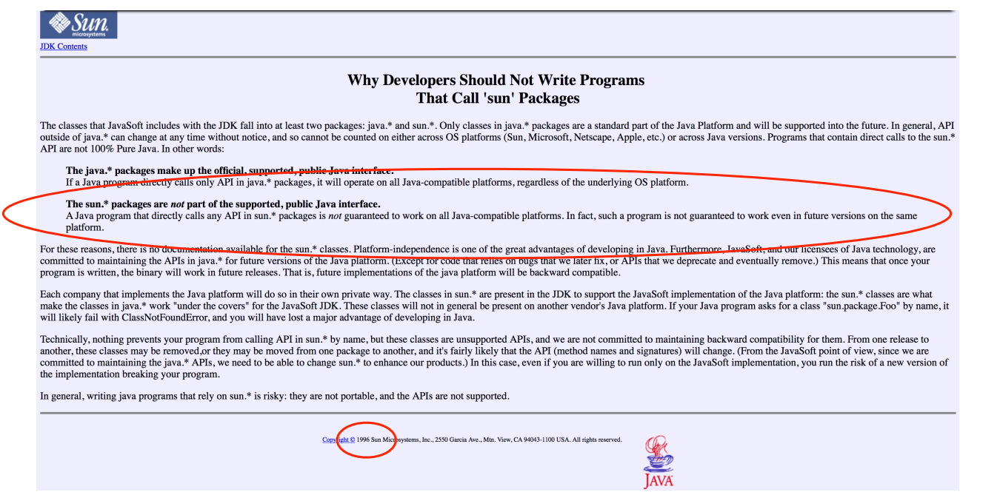 Sun
microsystems
JDK Contents
Why Developers Should Not Write Programs
That Call 'sun' Packages
The classes that JavaSoft includes with the JDK fall into at least two packages: java.* and sun.*. Only classes in java.* packages are a standard part of the Java Platform and will be supported into the future. In general, API
outside of java.* can change at any time without notice, and so cannot be counted on either across OS platforms (Sun, Microsoft, Netscape, Apple, etc.) or across Java versions. Programs that contain direct calls to the sun.*
API are not 100% Pure Java. In other words:
The java.* packages make up the official, supported, public Java interface.
If a Java program directly calls only API in java.* packages, it will operate on all Java-compatible platforms, regardless of the underlying OS platform.
The sun.* packages are not part of the supported, public Java interface.
A Java program that directly calls any API in sun.* packages is not guaranteed to work on all Java-compatible platforms. In fact, such a program is not guaranteed to work even in future versions on the same
platform.
For these reasons, there is no documentation available for the sun.* classes. Platform-independence is one of the great advantages of developing in Java. Furthermore, JavaSoft, and our licensees of Java technology, are
committed to maintaining the APIs in java.* for future versions of the Java platform. (Except for code that relies on bugs that we later fix, or APIs that we deprecate and eventually remove.) This means that once your
program is written, the binary will work in future releases. That is, future implementations of the java platform will be backward compatible.
Each company that implements the Java platform will do so in their own private way. The classes in sun.* are present in the JDK to support the JavaSoft implementation of the Java platform: the sun.* classes are what
make the classes in java.* work "under the covers" for the JavaSoft JDK. These classes will not in general be present on another vendor's Java platform. If your Java program asks for a class "sun.package.Foo" by name, it
will likely fail with ClassNotFoundError, and you will have lost a major advantage of developing in Java.
Technically, nothing prevents your program from calling API in sun.* by name, but these classes are unsupported APIs, and we are not committed to maintaining backward compatibility for them. From one release to
another, these classes may be removed,or they may be moved from one package to another, and it's fairly likely that the API (method names and signatures) will change. (From the JavaSoft point of view, since we are
committed to maintaining the java.* APIs, we need to be able to change sun.* to enhance our products.) In this case, even if you are willing to run only on the JavaSoft implementation, you run the risk of a new version of
the implementation breaking your program.
In general, writing java programs that rely on sun.* is risky: they are not portable, and the APIs are not supported.
Copyright © 1996 Sun Microsystems, Inc., 2550 Garcia Ave., Mtn. View, CA 94043-1100 USA. All rights reserved.
JAVA